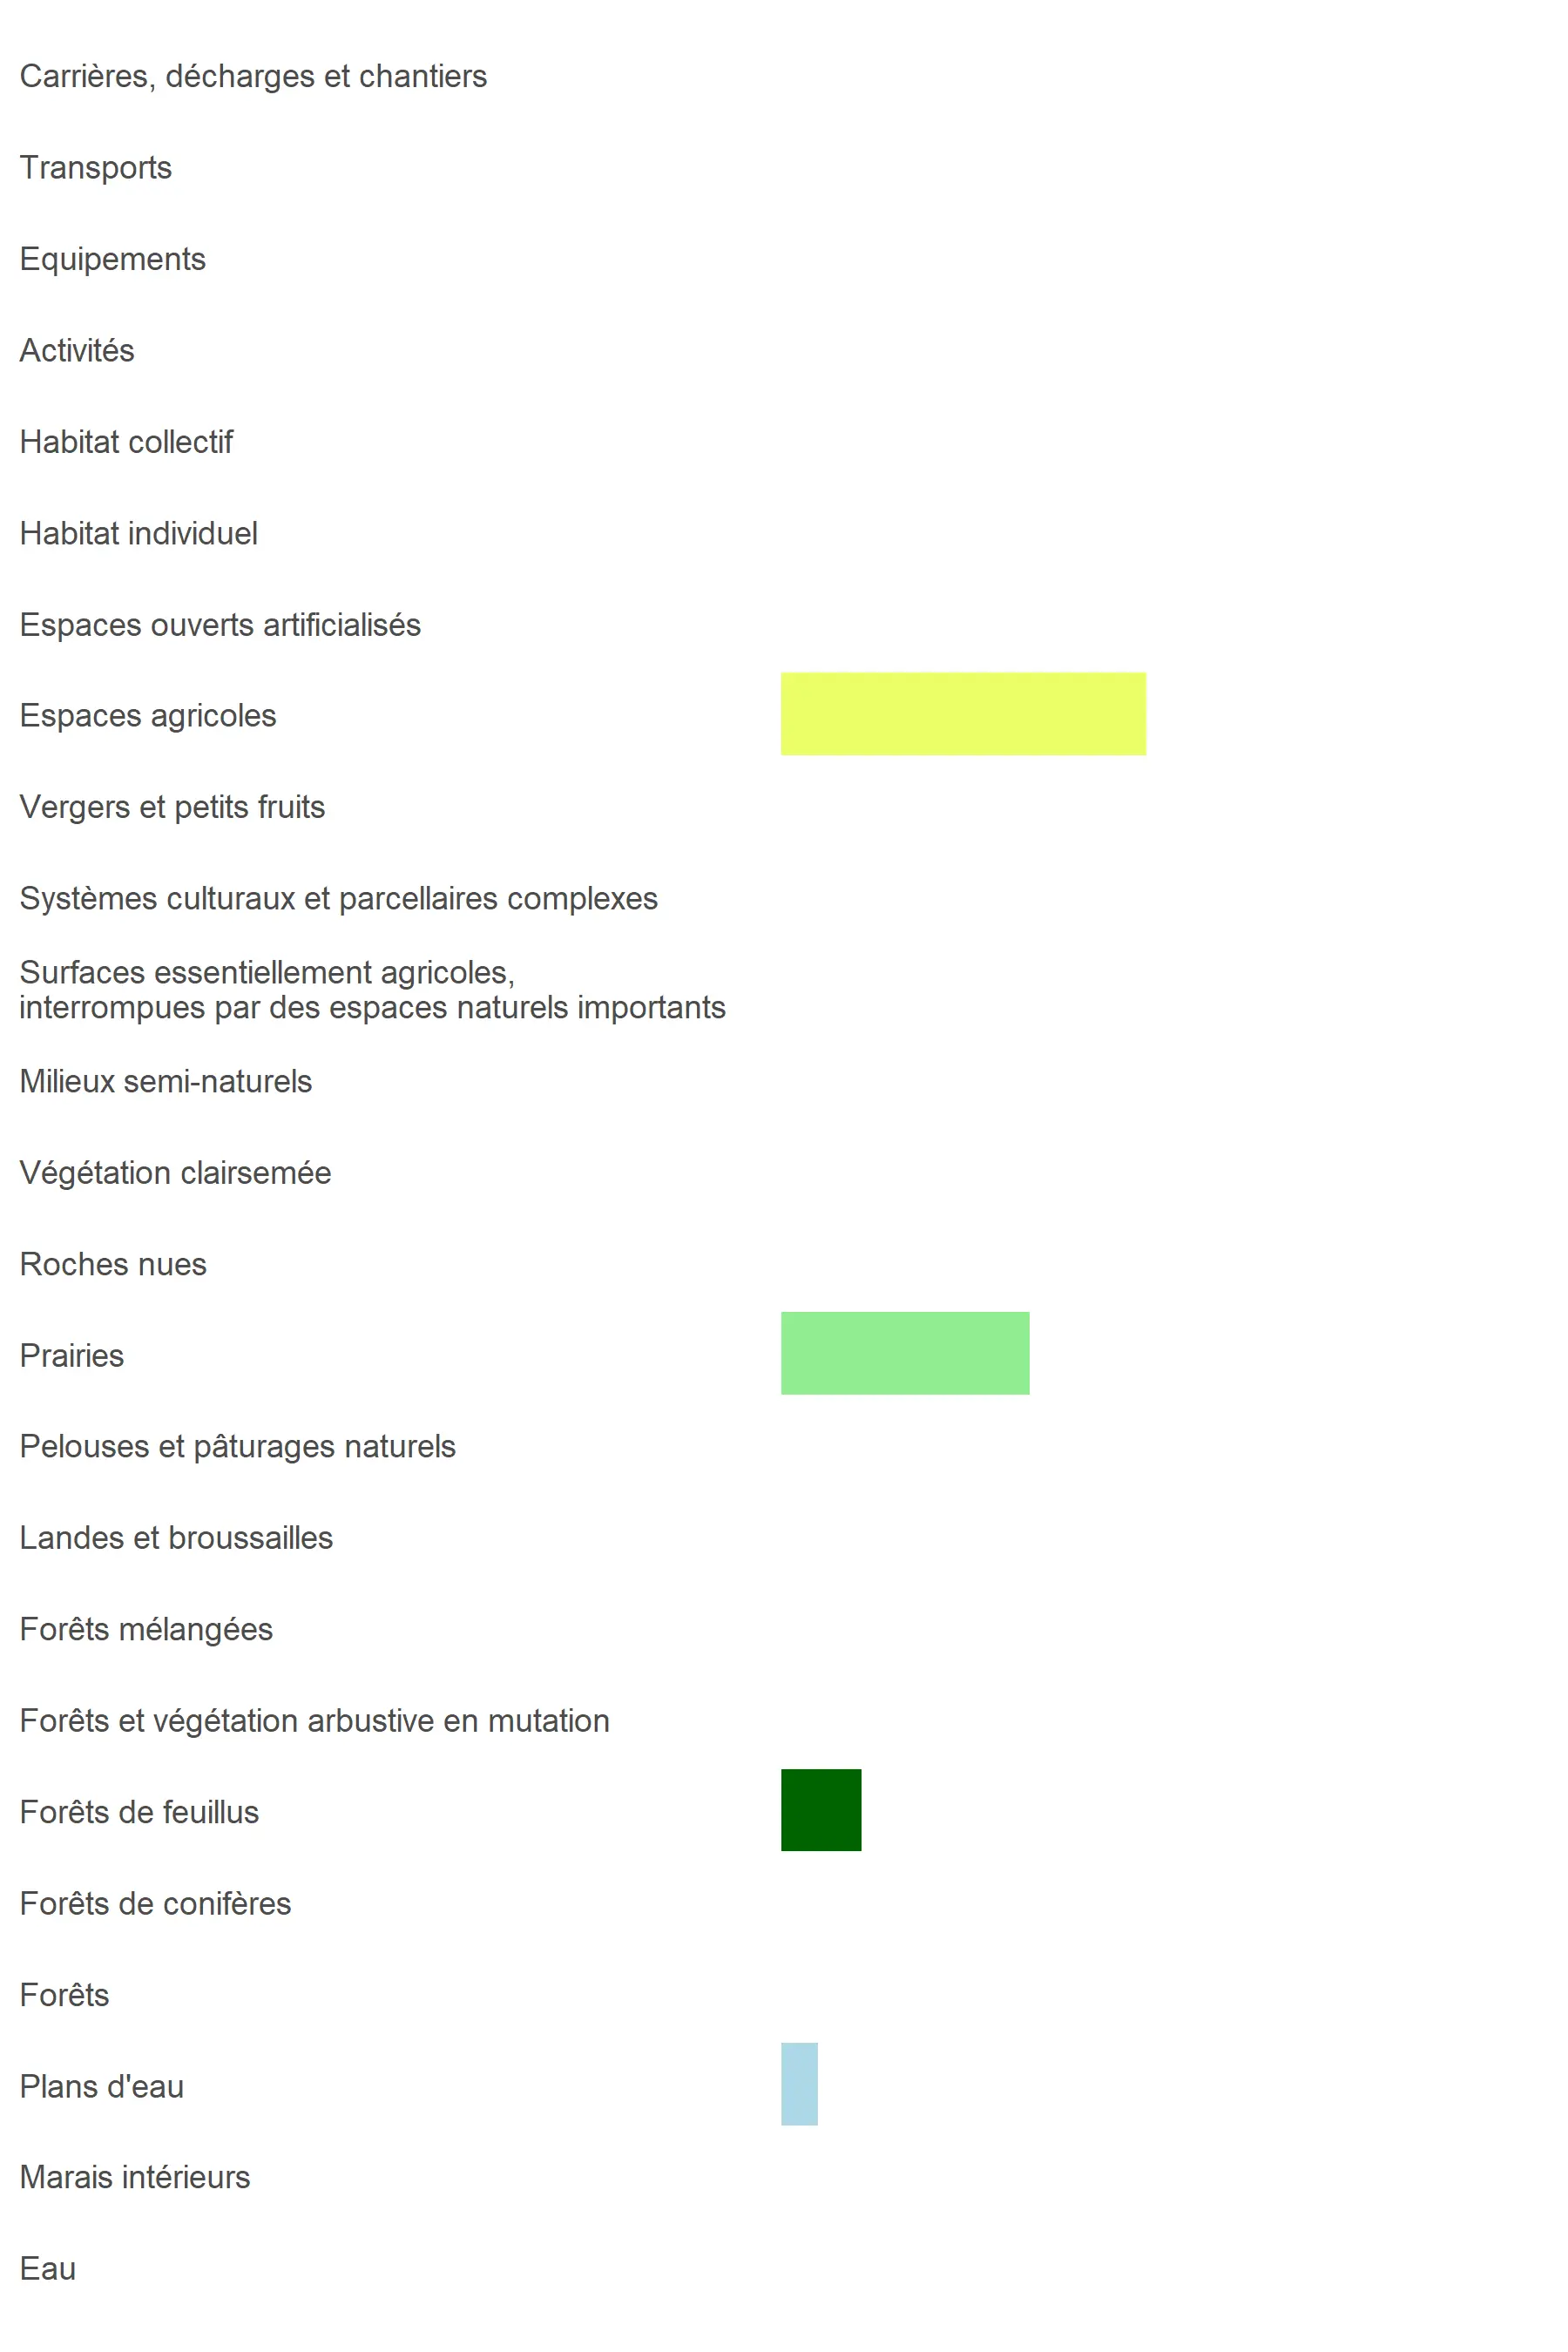 Carrières, décharges et chantiers
Transports
Equipements
Activités
Habitat collectif
Habitat individuel
Espaces ouverts artificialisés
Espaces agricoles
Vergers et petits fruits
Systèmes culturaux et parcellaires complexes
Surfaces essentiellement agricoles,
interrompues par des espaces naturels importants
Milieux semi-naturels
Végétation clairsemée
Roches nues
Prairies
Pelouses et pâturages naturels
Landes et broussailles
Forêts mélangées
Forêts et végétation arbustive en mutation
Forêts de feuillus
Forêts de conifères
Forêts
Plans d'eau
Marais intérieurs
Eau